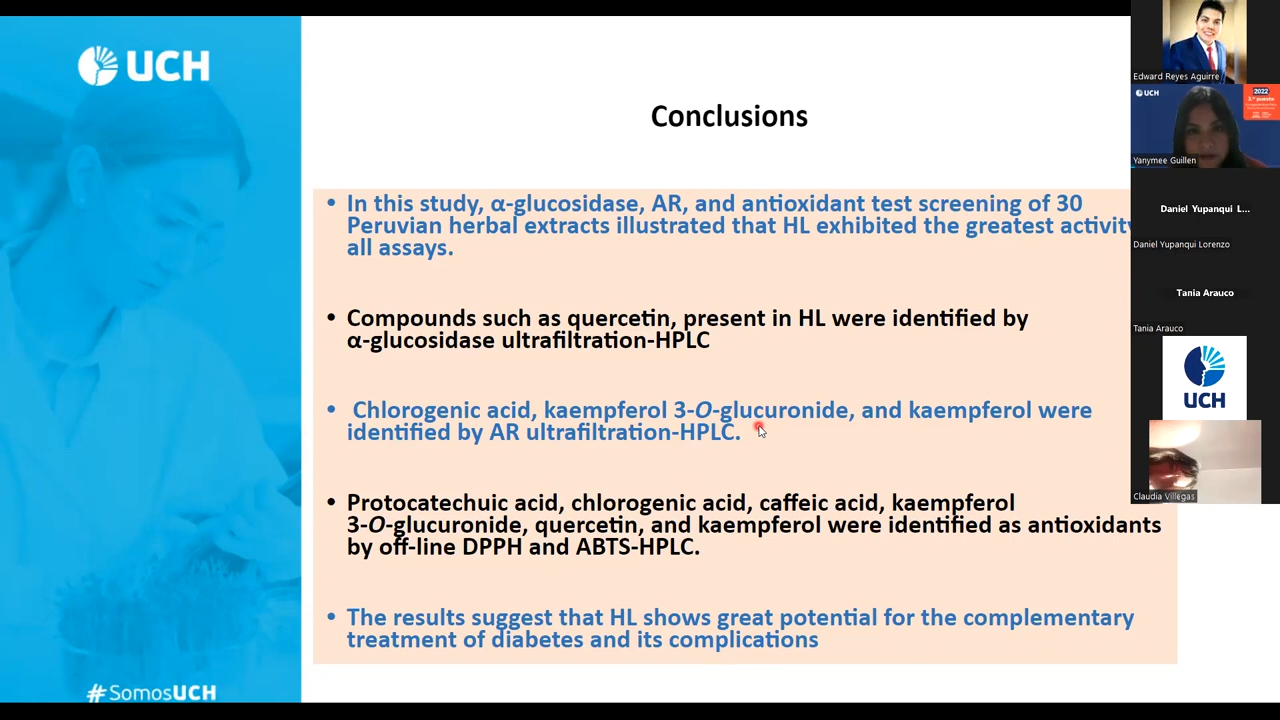 UCH
Conclusions
• In this study, α-glucosidase, AR, and antioxidant test screening of 30
Peruvian herbal extracts illustrated that HL exhibited the greatest activity
all assays.
• Compounds such as quercetin, present in HL were identified by
α-glucosidase ultrafiltration-HPLC
• Chlorogenic acid, kaempferol 3-O-glucuronide, and kaempferol were
identified by AR ultrafiltration-HPLC.
• Protocatechuic acid, chlorogenic acid, caffeic acid, kaempferol
3-O-glucuronide, quercetin, and kaempferol were identified as antioxidants
by off-line DPPH and ABTS-HPLC.
• The results suggest that HL shows great potential for the complementary
treatment of diabetes and its complications
#SomosUCH
Edward Reyes Aguirre
UCH
2022
Yanymee Guillen
Daniel Yupanqui L...
Daniel Yupanqui Lorenzo
Tania Arauco
Tania Arauco
UCH
Claudia Villegas